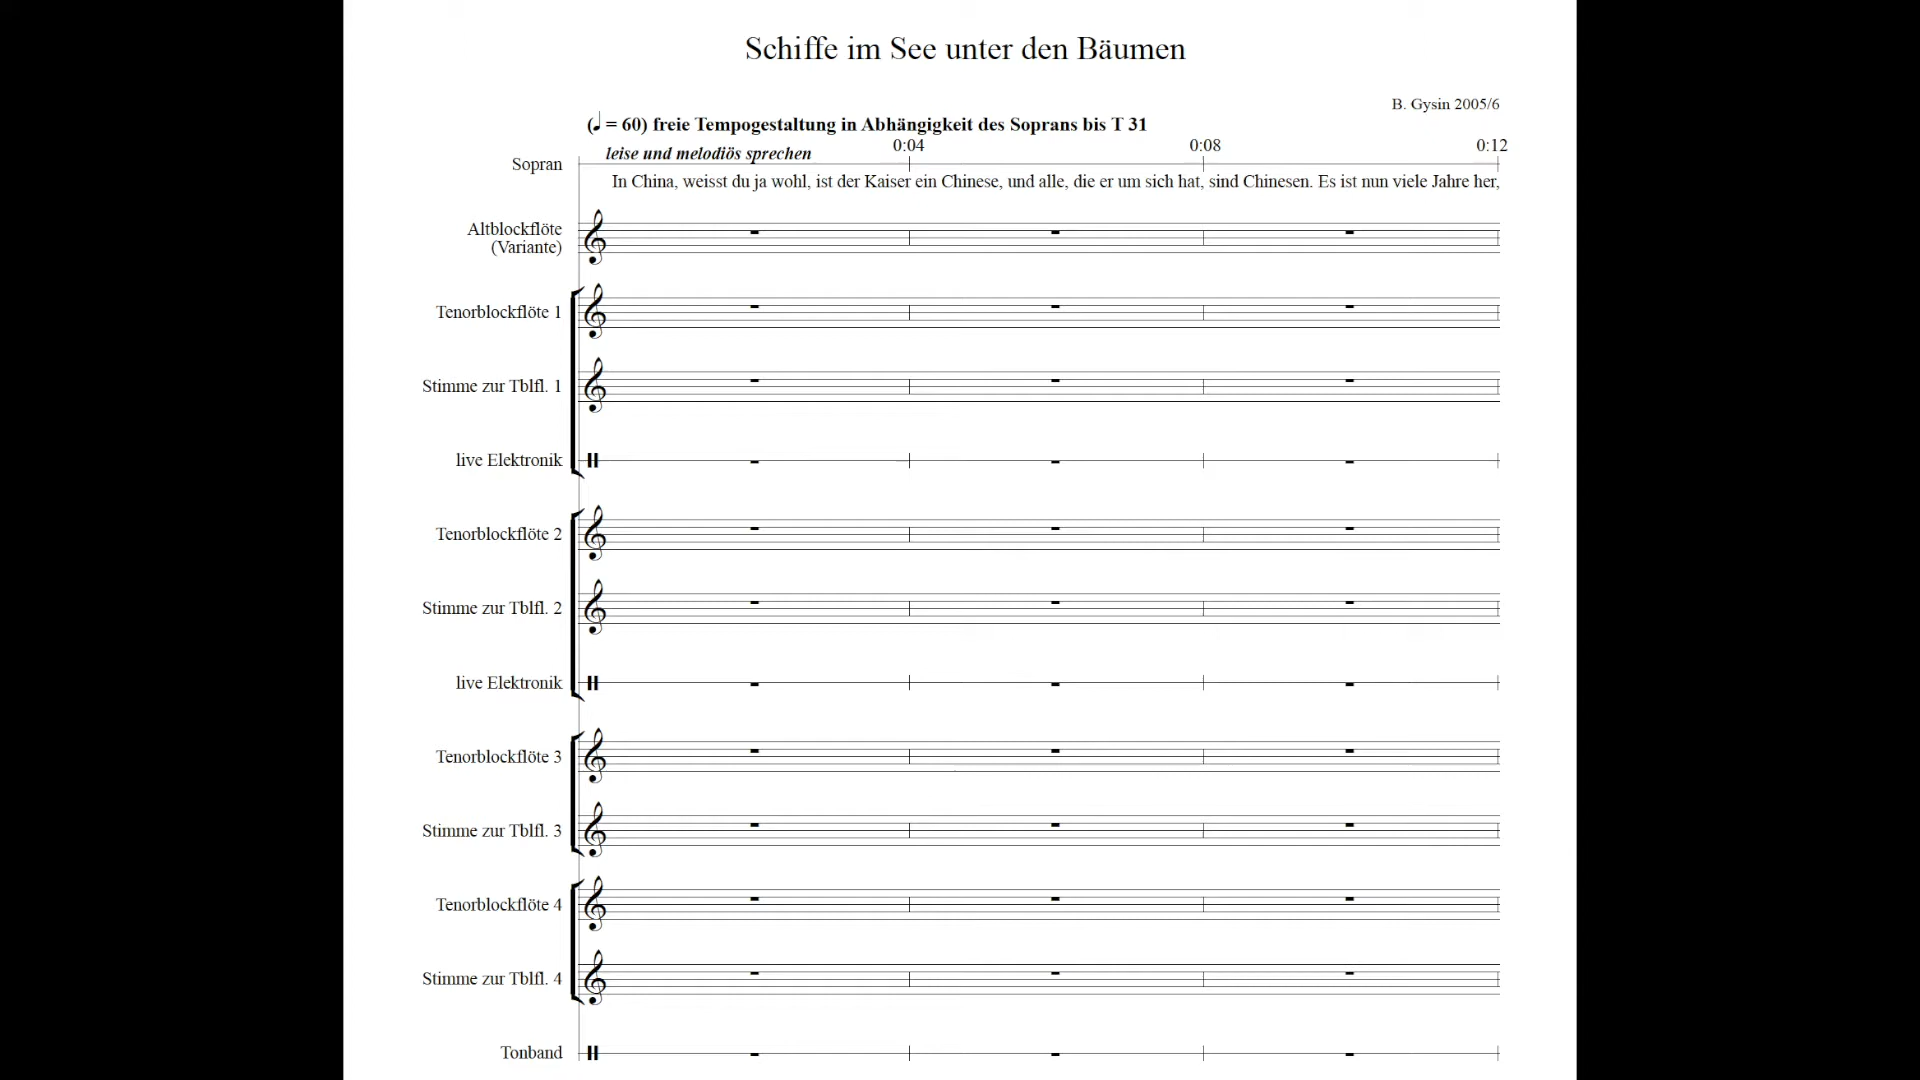 Schiffe im See unter den Bäumen
B. Gysin 2005/6
(♩ = 60) freie Tempogestaltung in Abhängigkeit des Soprans bis T 31
leise und melodiös sprechen
0:04 0:08 0:12
Sopran
In China, weisst du ja wohl, ist der Kaiser ein Chinese, und alle, die er um sich hat, sind Chinesen. Es ist nun viele Jahre her,
Altblockflöte
(Variante)
Tenorblockflöte 1
Stimme zur Tblfl. 1
live Elektronik
Tenorblockflöte 2
Stimme zur Tblfl. 2
live Elektronik
Tenorblockflöte 3
Stimme zur Tblfl. 3
Tenorblockflöte 4
Stimme zur Tblfl. 4
Tonband